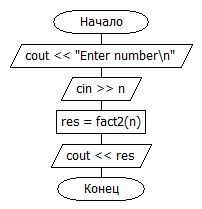 Начало
cout << "Enter number\n"
cin >> n
res = fact2(n)
cout << res
Конец